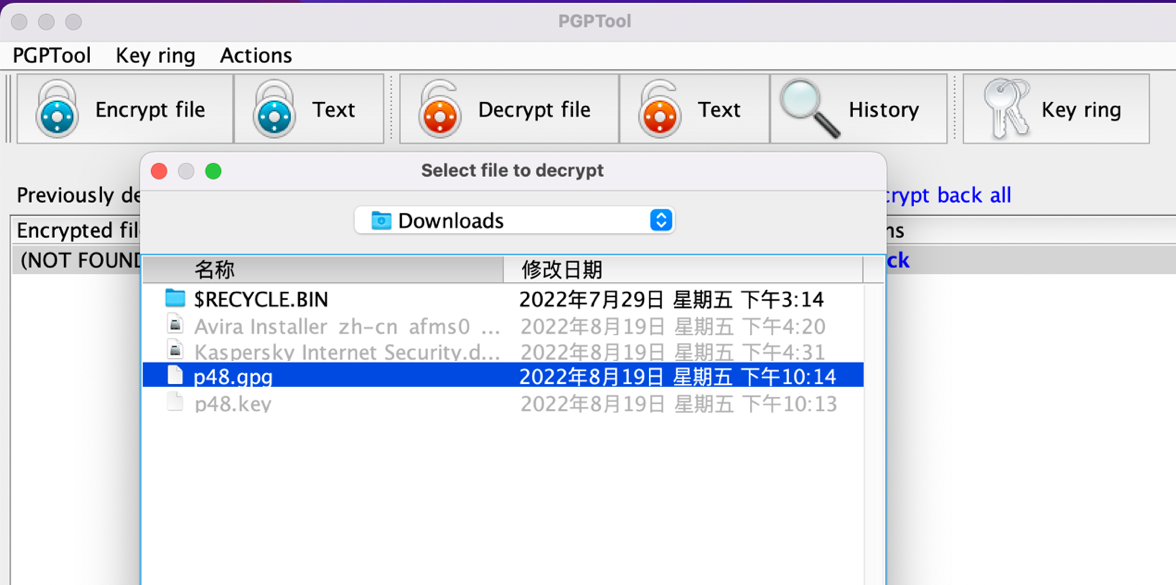 PGPTool
PGPTool Key ring Actions
Encrypt file Text Decrypt file Text History Key ring
Select file to decrypt
Previously de crypt back all
Downloads
Encrypted fil ns
(NOT FOUND ck
名称 修改日期
$RECYCLE.BIN 2022年7月29日 星期五 下午3:14
Avira Installer zh-cn afms0 ... 2022年8月19日 星期五 下午4:20
Kaspersky Internet Security.d... 2022年8月19日 星期五 下午4:31
p48.gpg 2022年8月19日 星期五 下午10:14
p48.key 2022年8月19日 星期五 下午10:13